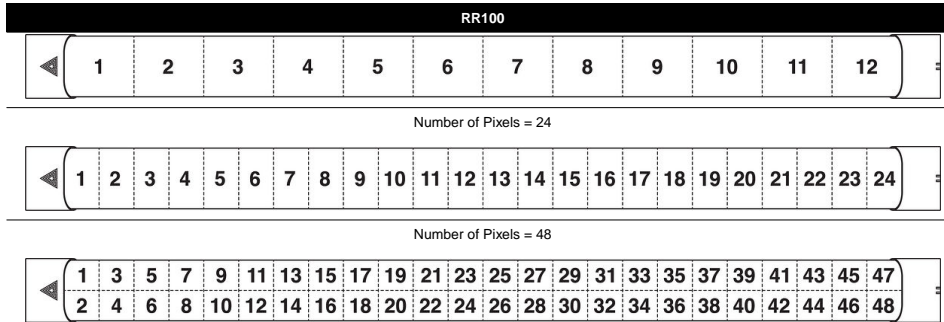 RR100
1 2 3 4 5 6 7 8 9 10 11 12
Number of Pixels = 24
1 2 3 4 5 6 7 8 9 10 11 12 13 14 15 16 17 18 19 20 21 22 23 24
Number of Pixels = 48
1 3 5 7 9 11 13 15 17 19 21 23 25 27 29 31 33 35 37 39 41 43 45 47
2 4 6 8 10 12 14 16 18 20 22 24 26 28 30 32 34 36 38 40 42 44 46 48